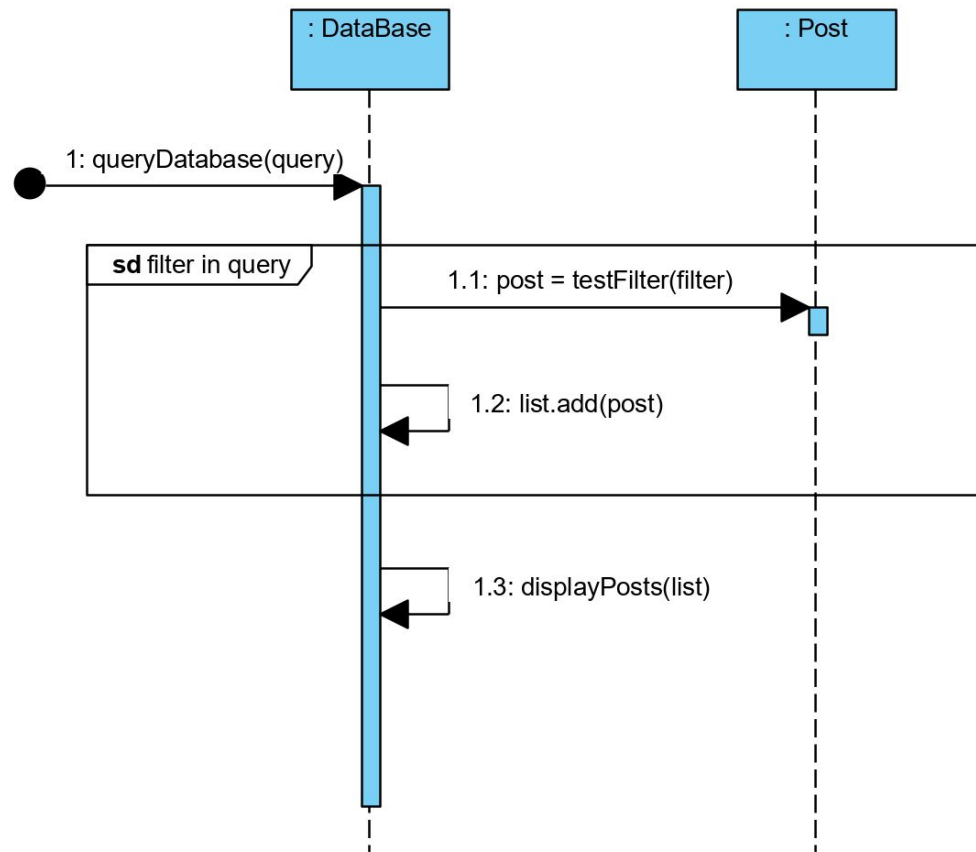 : DataBase
: Post
1: queryDatabase(query)
sd filter in query
1.1: post = testFilter(filter)
1.2: list.add(post)
1.3: displayPosts(list)